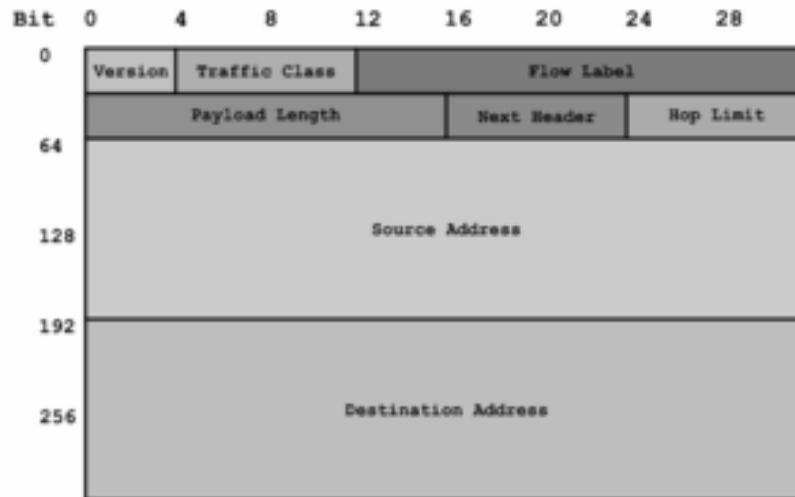 Bit 0 4 8 12 16 20 24 28
0
Version Traffic Class Flow Label
Payload Length Next Header Hop Limit
64
Source Address
128
192
Destination Address
256